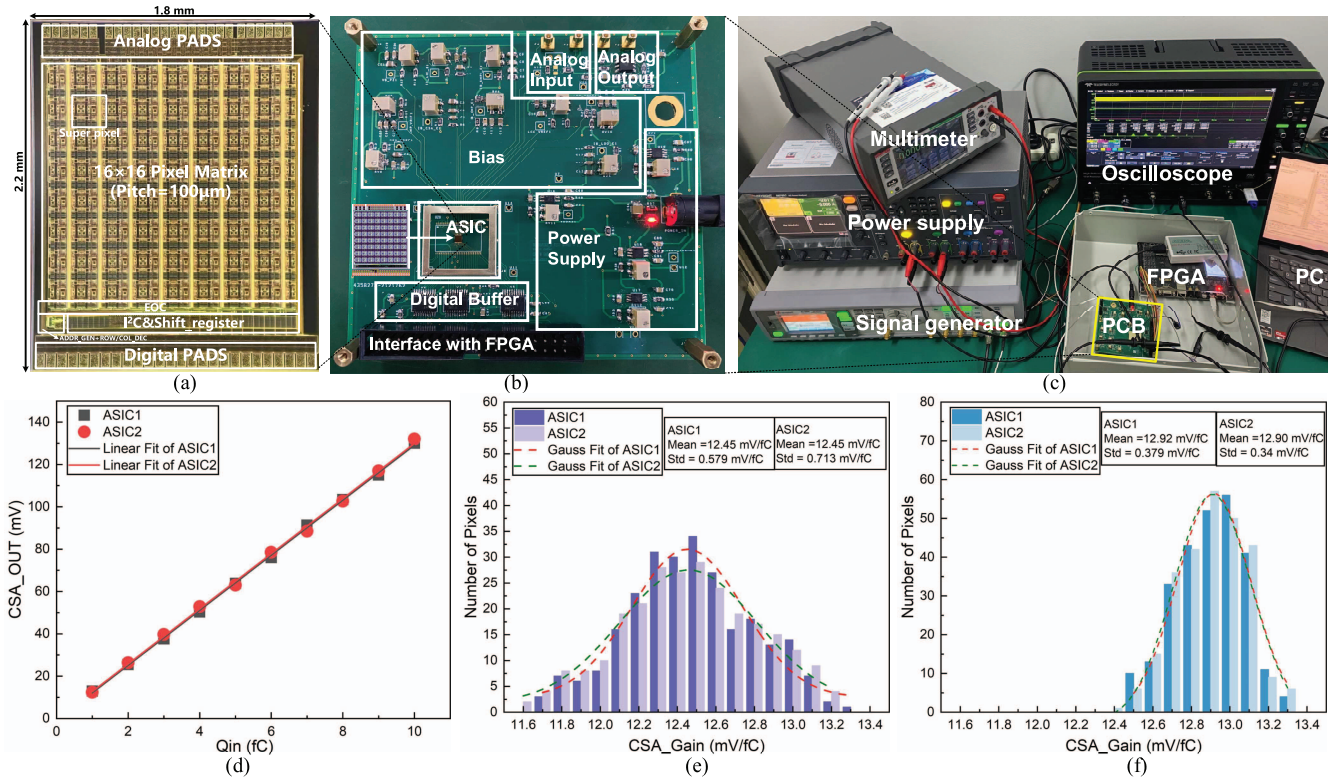 1.8 mm
2.2 mm
Analog PADS
Super pixel
16×16 Pixel Matrix
(Pitch=100μm)
EOC
I²C&Shift_register
ADDR_GEN+ROW/COL_DEC
Digital PADS
(a)
Analog
Input
Analog
Output
Bias
ASIC
Power
Supply
Digital Buffer
Interface with FPGA
(b)
Multimeter
Oscilloscope
Power supply
FPGA
PC
PCB
Signal generator
(c)
ASIC1
ASIC2
Linear Fit of ASIC1
Linear Fit of ASIC2
CSA_OUT (mV)
140
120
100
80
60
40
20
0
0 2 4 6 8 10
Qin (fC)
(d)
ASIC1
ASIC2
Gauss Fit of ASIC1
Gauss Fit of ASIC2
ASIC1
Mean =12.45 mV/fC
Std = 0.579 mV/fC
ASIC2
Mean =12.45 mV/fC
Std = 0.713 mV/fC
Number of Pixels
60
55
50
45
40
35
30
25
20
15
10
5
0
11.6 11.8 12.0 12.2 12.4 12.6 12.8 13.0 13.2 13.4
CSA_Gain (mV/fC)
(e)
ASIC1
ASIC2
Gauss Fit of ASIC1
Gauss Fit of ASIC2
ASIC1
Mean =12.92 mV/fC
Std = 0.379 mV/fC
ASIC2
Mean =12.90 mV/fC
Std = 0.34 mV/fC
Number of Pixels
80
70
60
50
40
30
20
10
0
11.6 11.8 12.0 12.2 12.4 12.6 12.8 13.0 13.2 13.4
CSA_Gain (mV/fC)
(f)